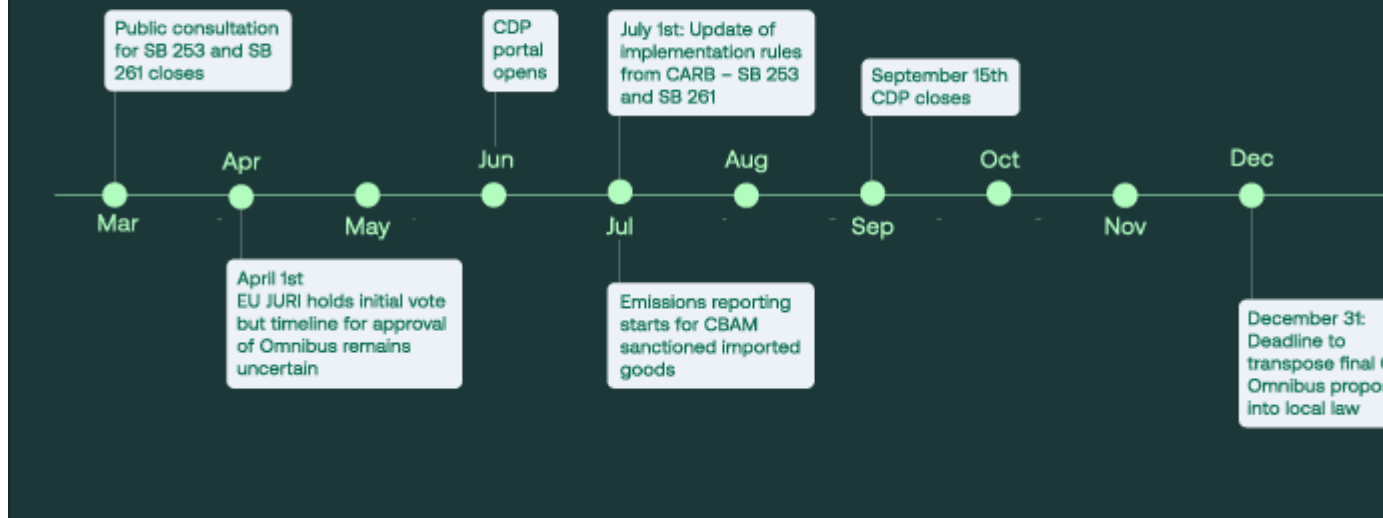 Public consultation
for SB 253 and SB
261 closes
CDP
portal
opens
July 1st: Update of
implementation rules
from CARB – SB 253
and SB 261
September 15th
CDP closes
Apr
Jun
Aug
Oct
Dec
Mar
May
Jul
Sep
Nov
April 1st
EU JURI holds initial vote
but timeline for approval
of Omnibus remains
uncertain
Emissions reporting
starts for CBAM
sanctioned imported
goods
December 31:
Deadline to
transpose final
Omnibus
into local law